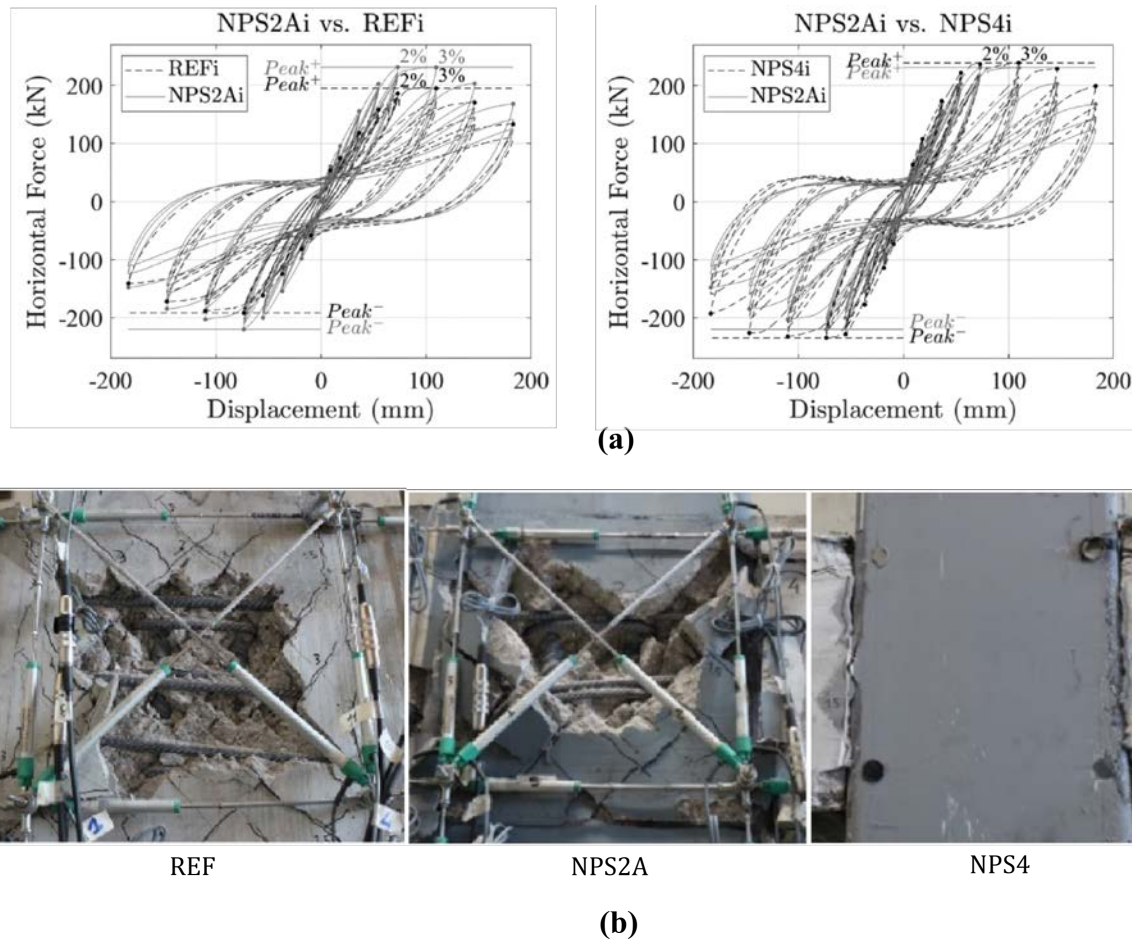 NPS2Ai vs. REFi
Horizontal Force (kN)
200
100
0
-100
-200
REFi
NPS2Ai
Peak⁺
Peak⁺
2%
3%
2%
3%
Peak⁻
Peak⁻
-200
-100
0
100
200
Displacement (mm)
NPS2Ai vs. NPS4i
Horizontal Force (kN)
200
100
0
-100
-200
NPS4i
NPS2Ai
Peak⁺
Peak⁺
2%
3%
Peak⁻
Peak⁻
-200
-100
0
100
200
Displacement (mm)
(a)
REF
NPS2A
NPS4
(b)